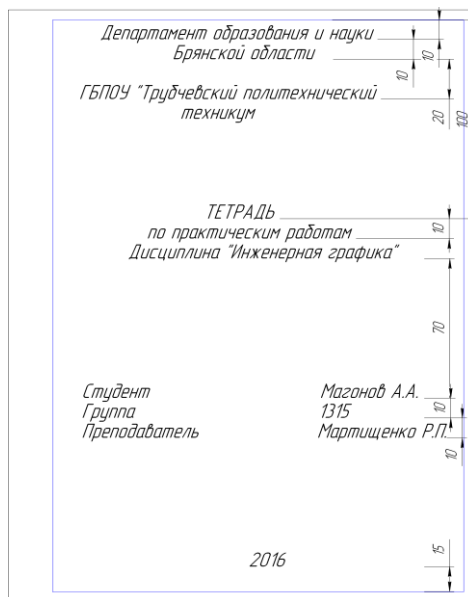 Департамент образования и науки
Брянской области
10
10
ГБПОУ "Трубчевский политехнический
техникум
20
100
ТЕТРАДЬ
по практическим работам
Дисциплина "Инженерная графика"
10
70
Студент Магонов А.А.
Группа 1315
Преподаватель Мартищенко Р.П.
10
10
2016
15